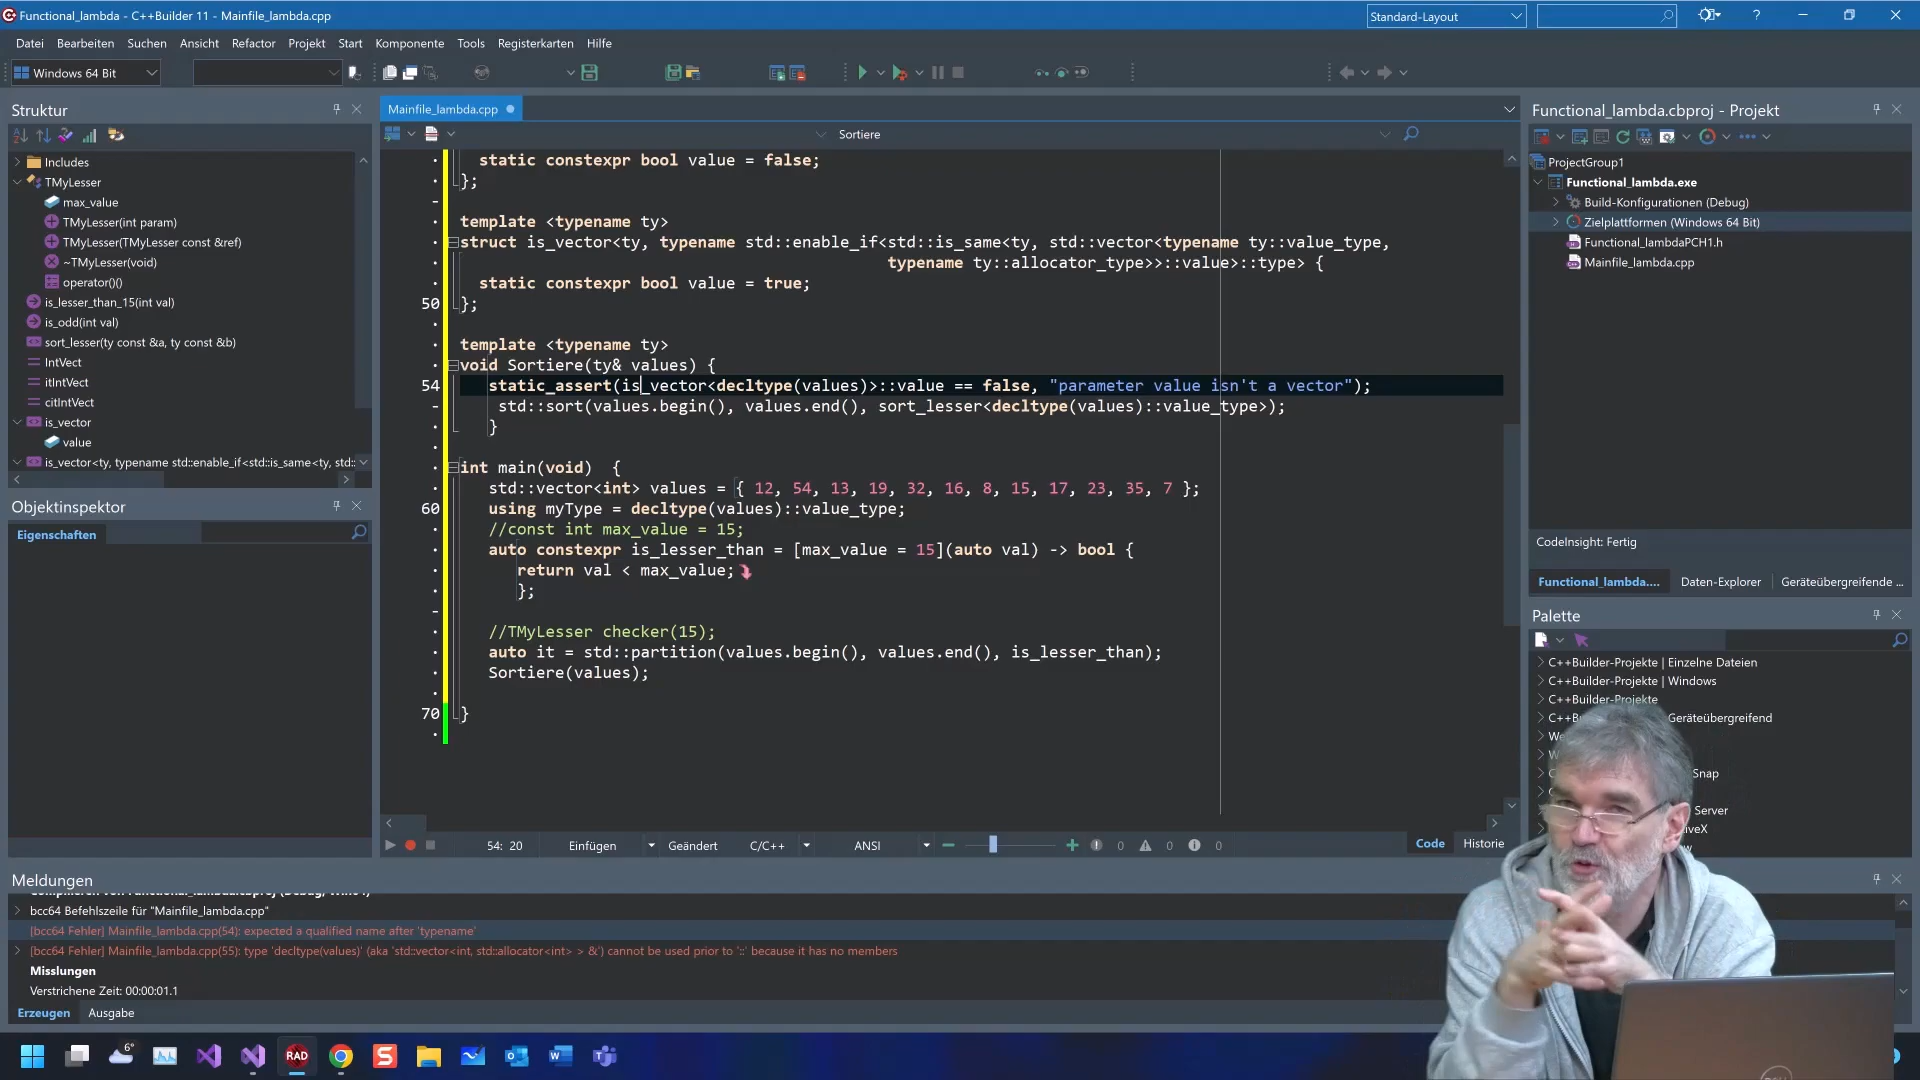 Functional_lambda - C++Builder 11 - Mainfile_lambda.cpp
Standard-Layout
Datei Bearbeiten Suchen Ansicht Refactor Projekt Start Komponente Tools Registerkarten Hilfe
Windows 64 Bit
Struktur
Includes
TMyLesser
max_value
TMyLesser(int param)
TMyLesser(TMyLesser const &ref)
~TMyLesser(void)
operator()()
is_lesser_than_15(int val)
is_odd(int val)
sort_lesser(ty const &a, ty const &b)
IntVect
itIntVect
citIntVect
is_vector
value
is_vector<ty, typename std::enable_if<std::is_same<ty, std::
Objektinspektor
Eigenschaften
Mainfile_lambda.cpp
Sortiere
static constexpr bool value = false;
};
template <typename ty>
struct is_vector<ty, typename std::enable_if<std::is_same<ty, std::vector<typename ty::value_type,
typename ty::allocator_type>>::value>::type> {
static constexpr bool value = true;
50 };
template <typename ty>
void Sortiere(ty& values) {
54 static_assert(is_vector<decltype(values)>::value == false, "parameter value isn't a vector");
std::sort(values.begin(), values.end(), sort_lesser<decltype(values)::value_type>);
}
int main(void) {
std::vector<int> values = { 12, 54, 13, 19, 32, 16, 8, 15, 17, 23, 35, 7 };
60 using myType = decltype(values)::value_type;
//const int max_value = 15;
auto constexpr is_lesser_than = [max_value = 15](auto val) -> bool {
return val < max_value;
};
//TMyLesser checker(15);
auto it = std::partition(values.begin(), values.end(), is_lesser_than);
Sortiere(values);
70 }
54: 20 Einfügen Geändert C/C++ ANSI 0 0 0 Code Historie
Functional_lambda.cbproj - Projekt
ProjectGroup1
Functional_lambda.exe
Build-Konfigurationen (Debug)
Zielplattformen (Windows 64 Bit)
Functional_lambdaPCH1.h
Mainfile_lambda.cpp
CodeInsight: Fertig
Functional_lambda.... Daten-Explorer Geräteübergreifende ...
Palette
C++Builder-Projekte | Einzelne Dateien
C++Builder-Projekte | Windows
C++Builder-Projekte
Geräteübergreifend
Snap
Server
Meldungen
bcc64 Befehlszeile für "Mainfile_lambda.cpp"
[bcc64 Fehler] Mainfile_lambda.cpp(54): expected a qualified name after 'typename'
[bcc64 Fehler] Mainfile_lambda.cpp(55): type 'decltype(values)' (aka 'std::vector<int, std::allocator<int> > &') cannot be used prior to '::' because it has no members
Misslungen
Verstrichene Zeit: 00:00:01.1
Erzeugen Ausgabe
6°
RAD